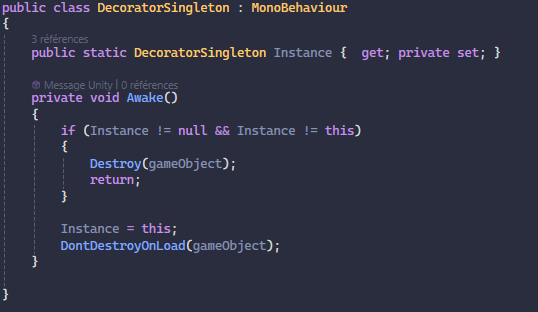 public class DecoratorSingleton : MonoBehaviour
{
3 références
public static DecoratorSingleton Instance {  get; private set; }
Message Unity | 0 références
private void Awake()
{
if (Instance != null && Instance != this)
{
Destroy(gameObject);
return;
}
Instance = this;
DontDestroyOnLoad(gameObject);
}
}